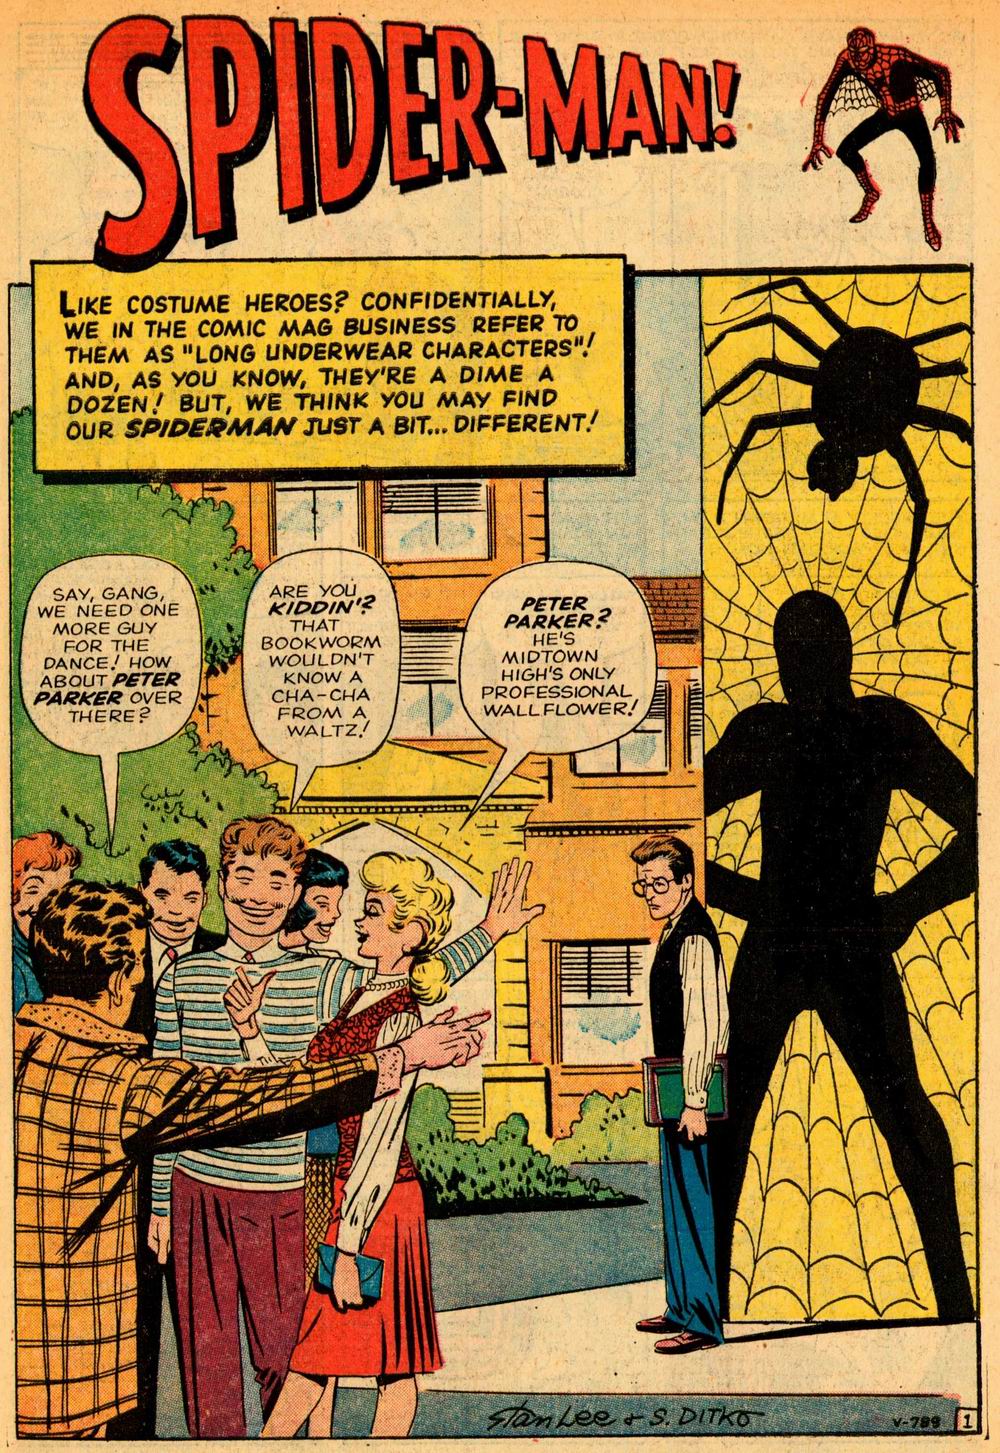 SPIDER-MAN!
LIKE COSTUME HEROES? CONFIDENTIALLY,
WE IN THE COMIC MAG BUSINESS REFER TO
THEM AS "LONG UNDERWEAR CHARACTERS"!
AND, AS YOU KNOW, THEY'RE A DIME A
DOZEN! BUT, WE THINK YOU MAY FIND
OUR SPIDERMAN JUST A BIT... DIFFERENT!
SAY, GANG,
WE NEED ONE
MORE GUY
FOR THE
DANCE! HOW
ABOUT PETER
PARKER OVER
THERE?
ARE YOU
KIDDIN'?
THAT
BOOKWORM
WOULDN'T
KNOW A
CHA-CHA
FROM A
WALTZ!
PETER
PARKER?
HE'S
MIDTOWN
HIGH'S ONLY
PROFESSIONAL
WALLFLOWER!
Stan Lee + S. DITKO
V-789
1